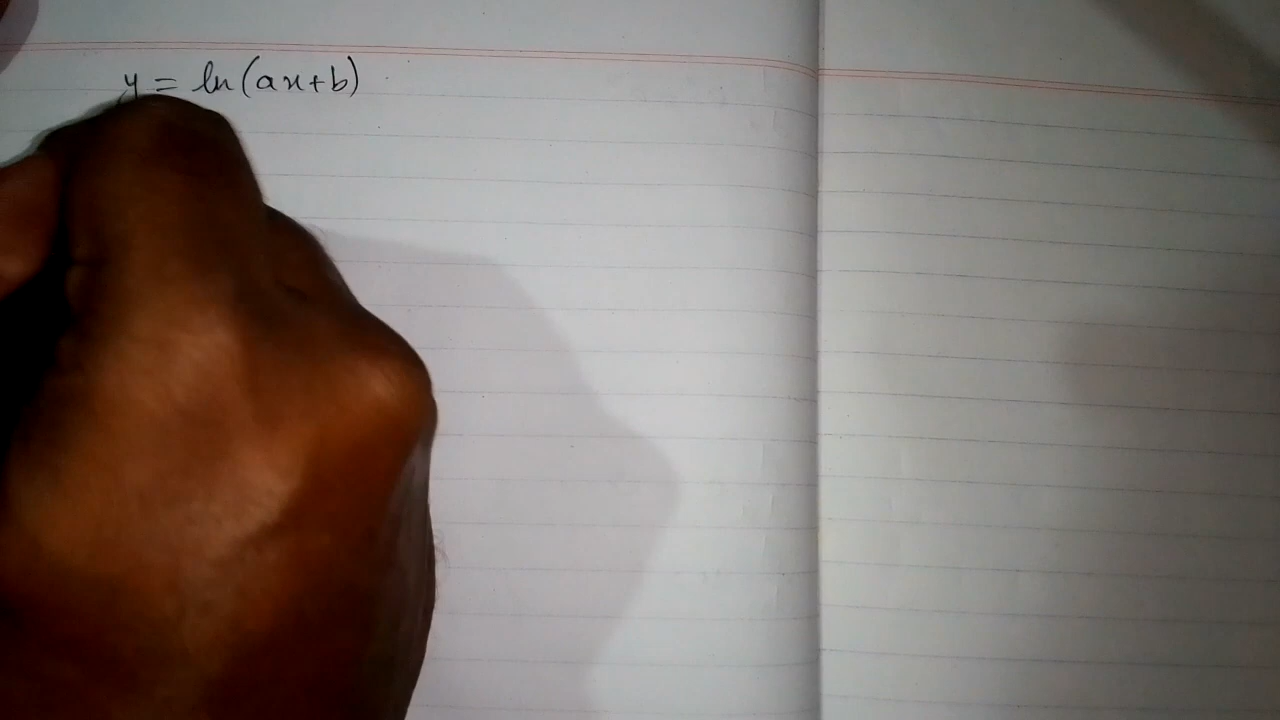 y = ln(ax+b)